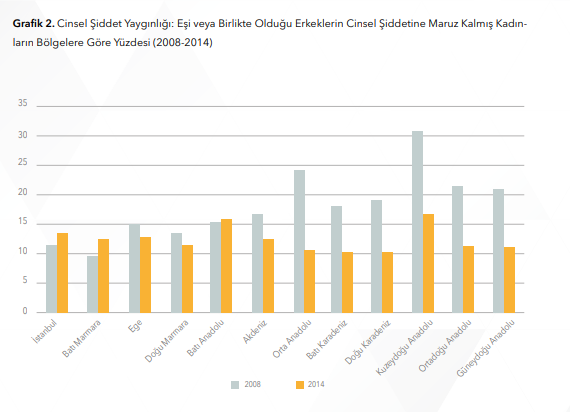 Grafik 2. Cinsel Şiddet Yaygınlığı: Eşi veya Birlikte Olduğu Erkeklerin Cinsel Şiddetine Maruz Kalmış Kadın-
ların Bölgelere Göre Yüzdesi (2008-2014)
35
30
25
20
15
10
5
0
İstanbul
Batı Marmara
Ege
Doğu Marmara
Batı Anadolu
Akdeniz
Orta Anadolu
Batı Karadeniz
Doğu Karadeniz
Kuzeydoğu Anadolu
Ortadoğu Anadolu
Güneydoğu Anadolu
2008
2014